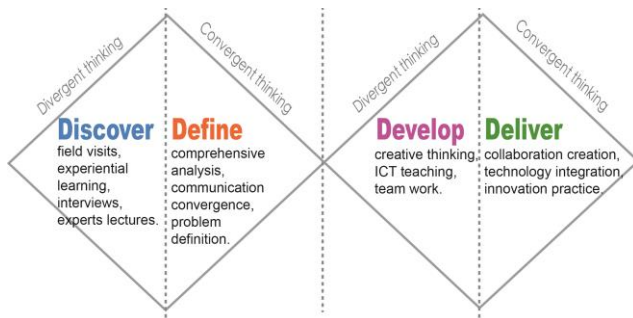 Divergent thinking
Convergent thinking
Divergent thinking
Convergent thinking
Discover
field visits,
experiential
learning,
interviews,
experts lectures.
Define
comprehensive
analysis,
communication
convergence,
problem
definition.
Develop
creative thinking,
ICT teaching,
team work.
Deliver
collaboration creation,
technology integration,
innovation practice.